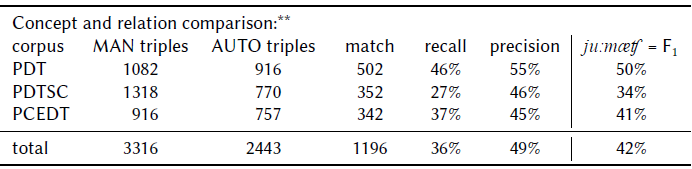 Concept and relation comparison:**
corpus MAN triples AUTO triples match recall precision ju:mætʃ = F₁
PDT 1082 916 502 46% 55% 50%
PDTSC 1318 770 352 27% 46% 34%
PCEDT 916 757 342 37% 45% 41%
total 3316 2443 1196 36% 49% 42%